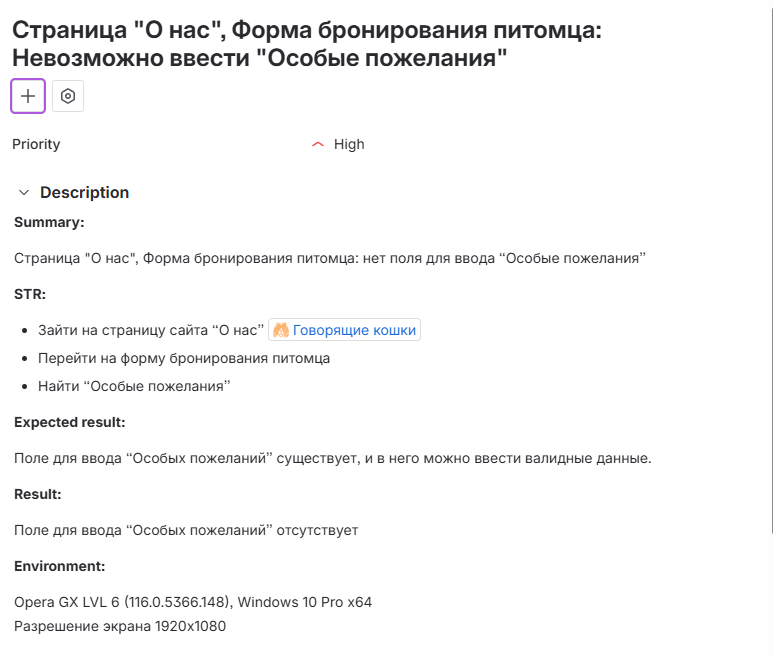 Страница "О нас", Форма бронирования питомца:
Невозможно ввести "Особые пожелания"
Priority
High
Description
Summary:
Страница "О нас", Форма бронирования питомца: нет поля для ввода “Особые пожелания”
STR:
Зайти на страницу сайта “О нас” Говорящие кошки
Перейти на форму бронирования питомца
Найти “Особые пожелания”
Expected result:
Поле для ввода “Особых пожеланий” существует, и в него можно ввести валидные данные.
Result:
Поле для ввода “Особых пожеланий” отсутствует
Environment:
Opera GX LVL 6 (116.0.5366.148), Windows 10 Pro x64
Разрешение экрана 1920x1080